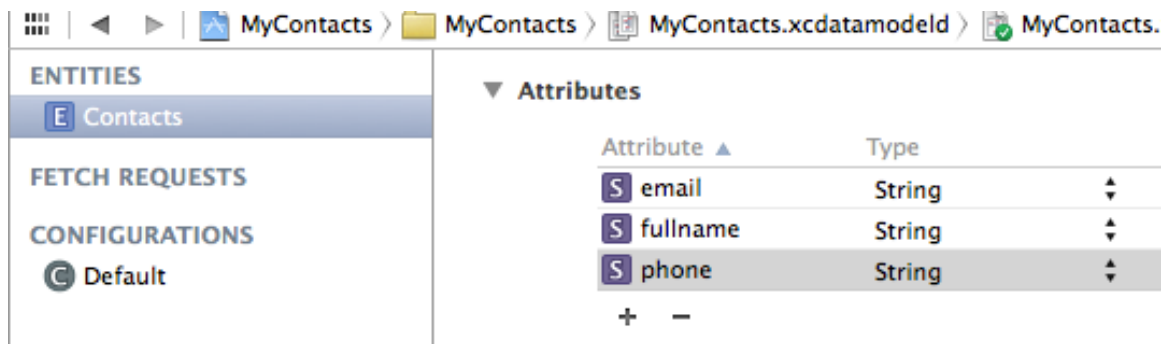 MyContacts MyContacts MyContacts.xcdatamodeld MyContacts.
ENTITIES
E Contacts
FETCH REQUESTS
CONFIGURATIONS
C Default
Attributes
Attribute Type
S email String
S fullname String
S phone String
+ −